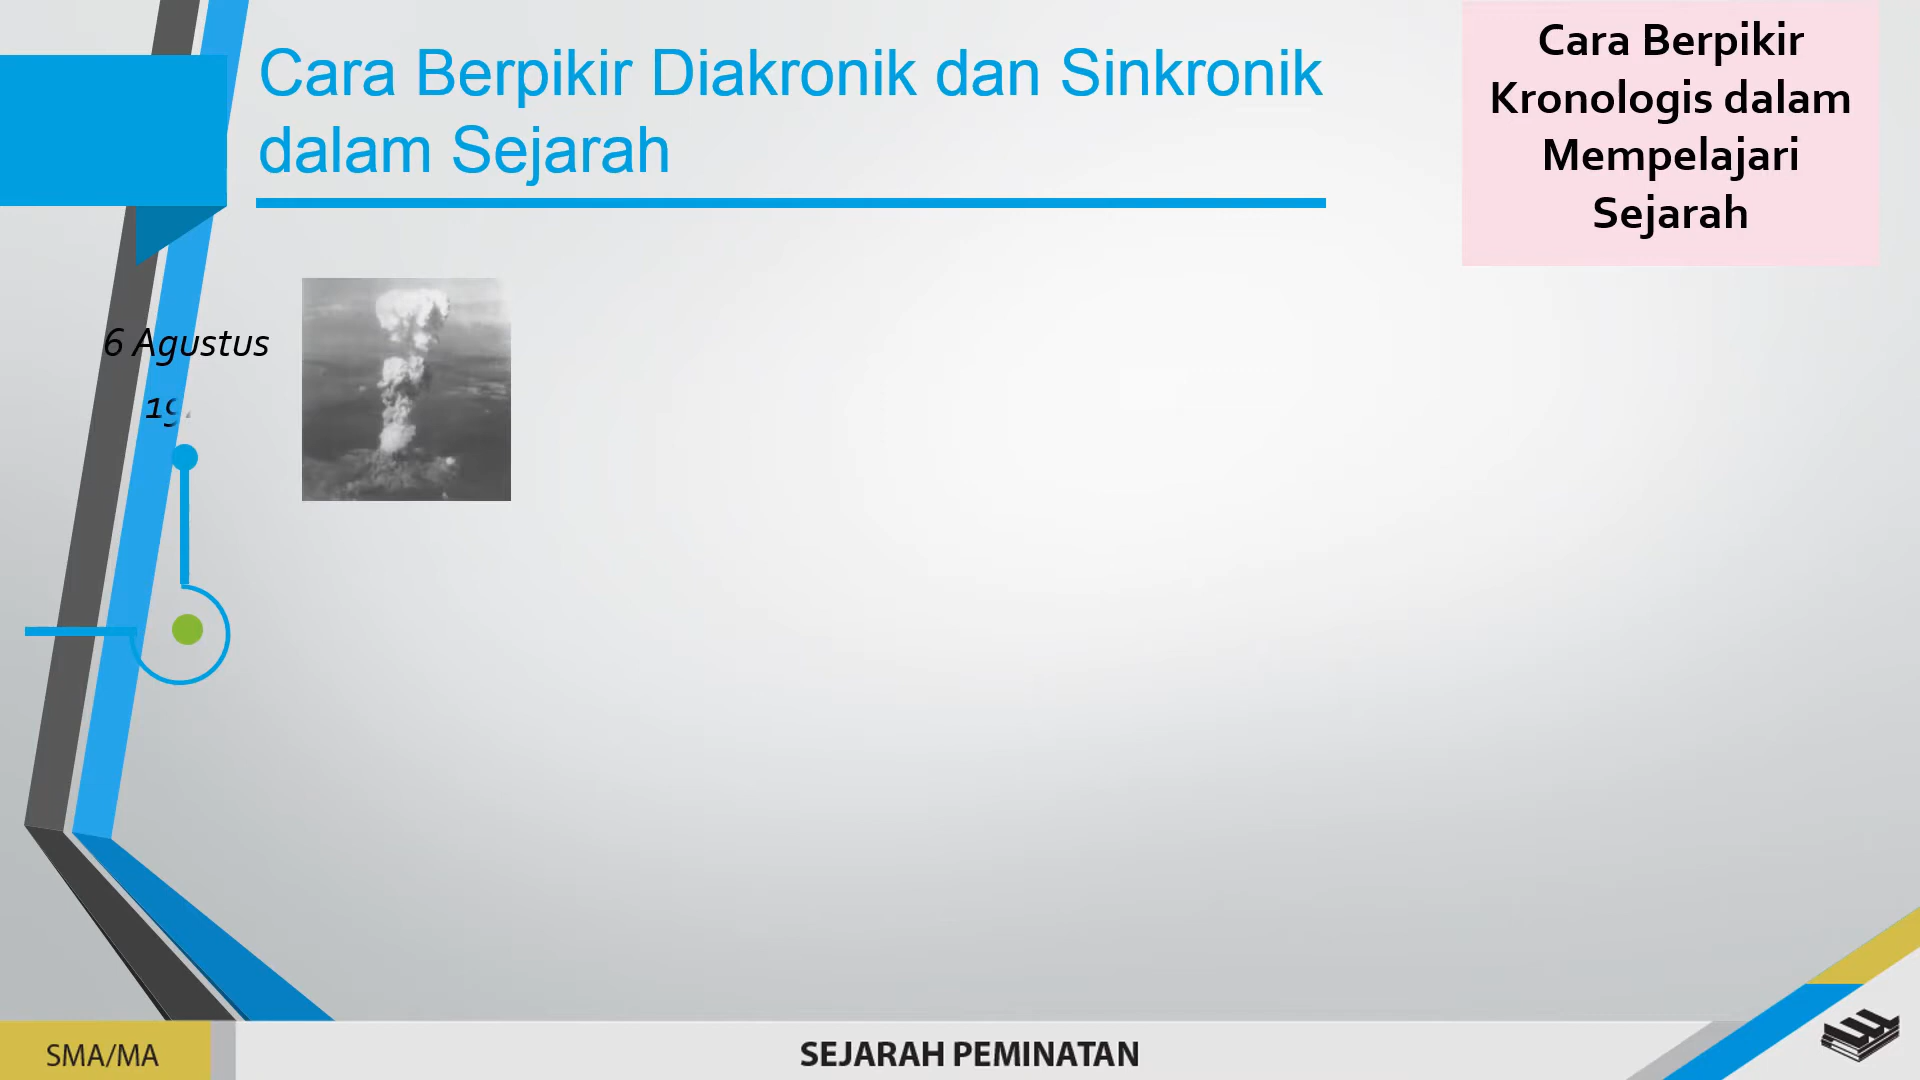 Cara Berpikir Diakronik dan Sinkronik
dalam Sejarah
Cara Berpikir
Kronologis dalam
Mempelajari
Sejarah
6 Agustus
SMA/MA
SEJARAH PEMINATAN